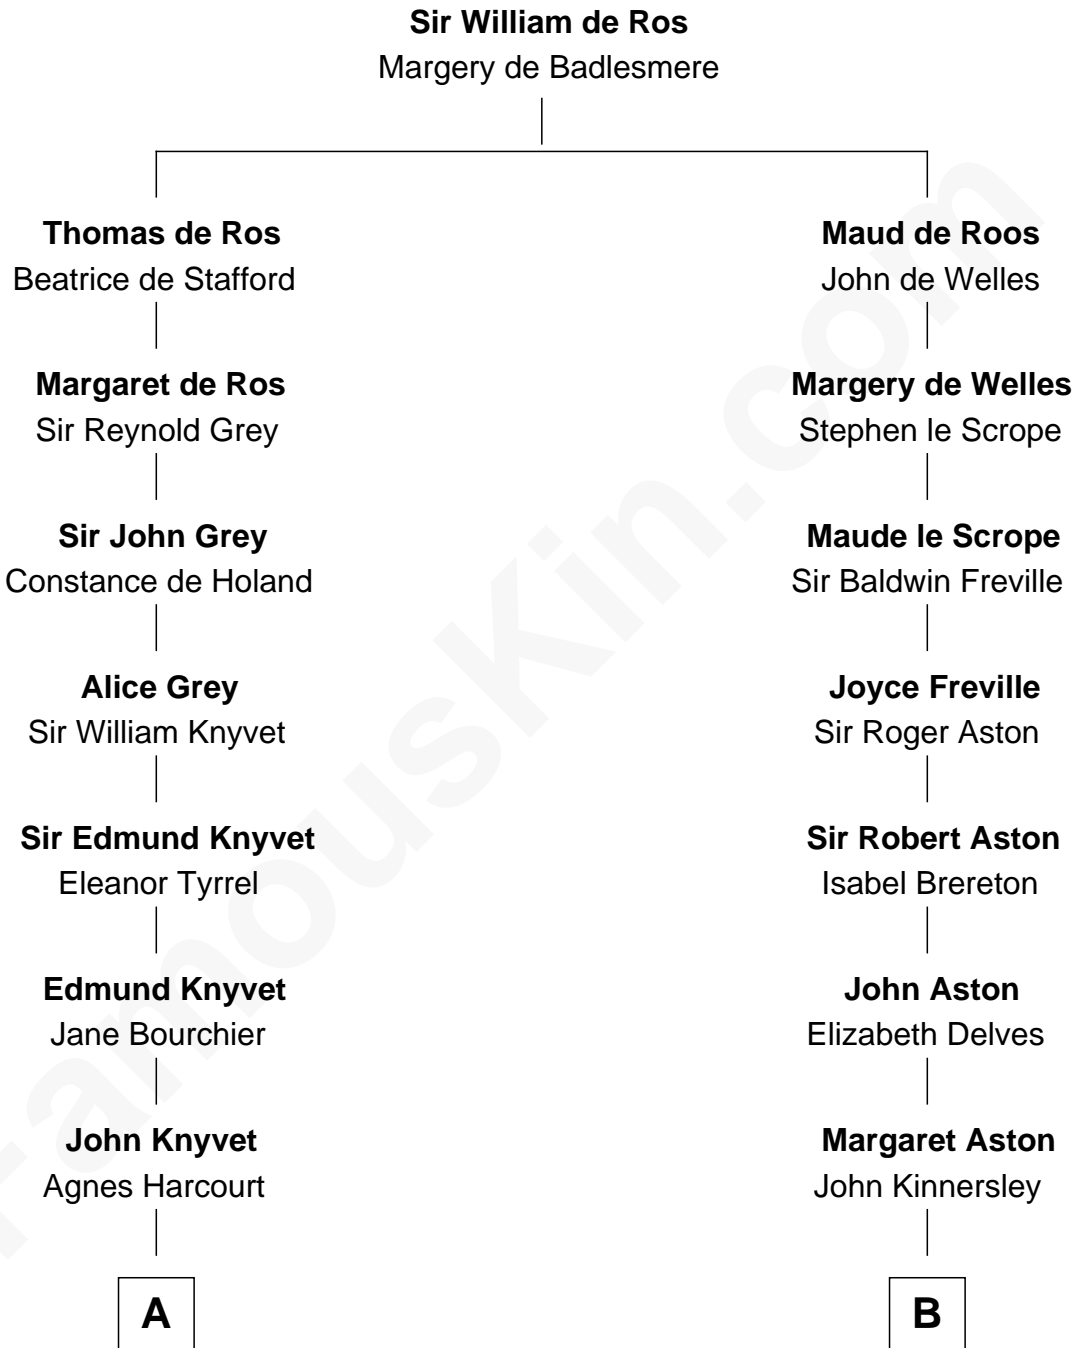 Sir William de Ros
Margery de Badlesmere
Thomas de Ros
Beatrice de Stafford
Margaret de Ros
Sir Reynold Grey
Sir John Grey
Constance de Holand
Alice Grey
Sir William Knyvet
Sir Edmund Knyvet
Eleanor Tyrrel
Edmund Knyvet
Jane Bourchier
John Knyvet
Agnes Harcourt
A
Maud de Roos
John de Welles
Margery de Welles
Stephen le Scrope
Maude le Scrope
Sir Baldwin Freville
Joyce Freville
Sir Roger Aston
Sir Robert Aston
Isabel Brereton
John Aston
Elizabeth Delves
Margaret Aston
John Kinnersley
B
FamousKin.com